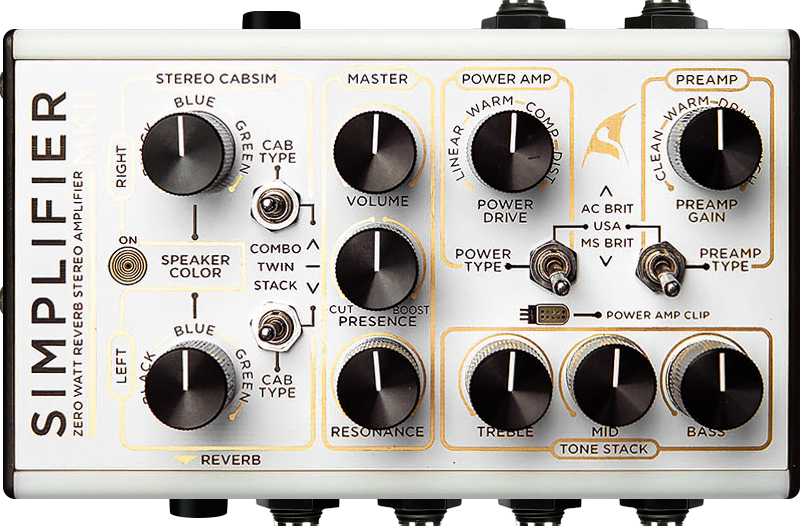 SIMPLIFIER
MKII
ZERO WATT REVERB STEREO AMPLIFIER
STEREO CABSIM
RIGHT
BLUE
GREEN
CAB
TYPE
ON
SPEAKER
COLOR
COMBO
TWIN
STACK
LEFT
BLACK
BLUE
GREEN
CAB
TYPE
REVERB
MASTER
VOLUME
CUT
BOOST
PRESENCE
RESONANCE
POWER AMP
LINEAR
WARM
COMP
DIST
POWER
DRIVE
POWER
TYPE
AC BRIT
USA
MS BRIT
PREAMP
CLEAN
WARM
PREAMP
GAIN
PREAMP
TYPE
POWER AMP CLIP
TREBLE
MID
BASS
TONE STACK